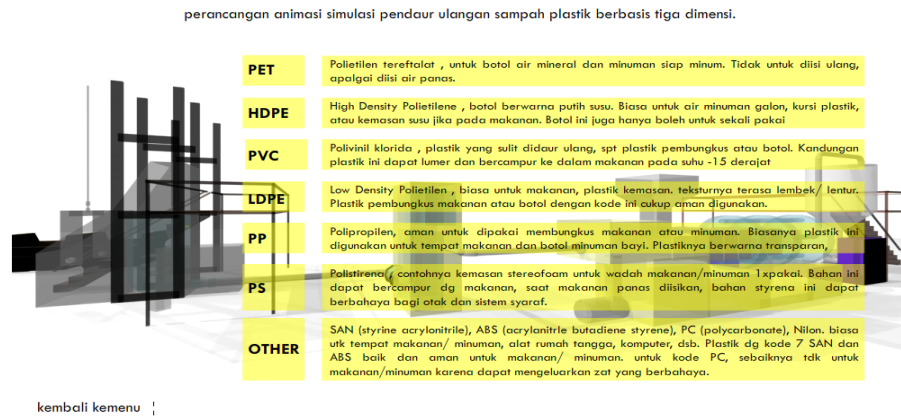 perancangan animasi simulasi pendaur ulangan sampah plastik berbasis tiga dimensi.
PET
Polietilen tereftalat , untuk botol air mineral dan minuman siap minum. Tidak untuk diisi ulang,
apalgai diisi air panas.
HDPE
High Density Polietilene , botol berwarna putih susu. Biasa untuk air minuman galon, kursi plastik,
atau kemasan susu jika pada makanan. Botol ini juga hanya boleh untuk sekali pakai
PVC
Polivinil klorida , plastik yang sulit didaur ulang, spt plastik pembungkus atau botol. Kandungan
plastik ini dapat lumer dan bercampur ke dalam makanan pada suhu -15 derajat
LDPE
Low Density Polietilen , biasa untuk makanan, plastik kemasan. teksturnya terasa lembek/ lentur.
Plastik pembungkus makanan atau botol dengan kode ini cukup aman digunakan.
PP
Polipropilen, aman untuk dipakai membungkus makanan atau minuman. Biasanya plastik ini
digunakan untuk tempat makanan dan botol minuman bayi. Plastiknya berwarna transparan,
PS
Polistirena , contohnya kemasan stereofoam untuk wadah makanan/minuman 1xpakai. Bahan ini
dapat bercampur dg makanan, saat makanan panas diisikan, bahan styrena ini dapat
berbahaya bagi otak dan sistem syaraf.
OTHER
SAN (styrine acrylonitrile), ABS (acrylanitrle butadiene styrene), PC (polycarbonate), Nilon. biasa
utk tempat makanan/ minuman, alat rumah tangga, komputer, dsb. Plastik dg kode 7 SAN dan
ABS baik dan aman untuk makanan/ minuman. untuk kode PC, sebaiknya tdk untuk
makanan/minuman karena dapat mengeluarkan zat yang berbahaya.
kembali kemenu